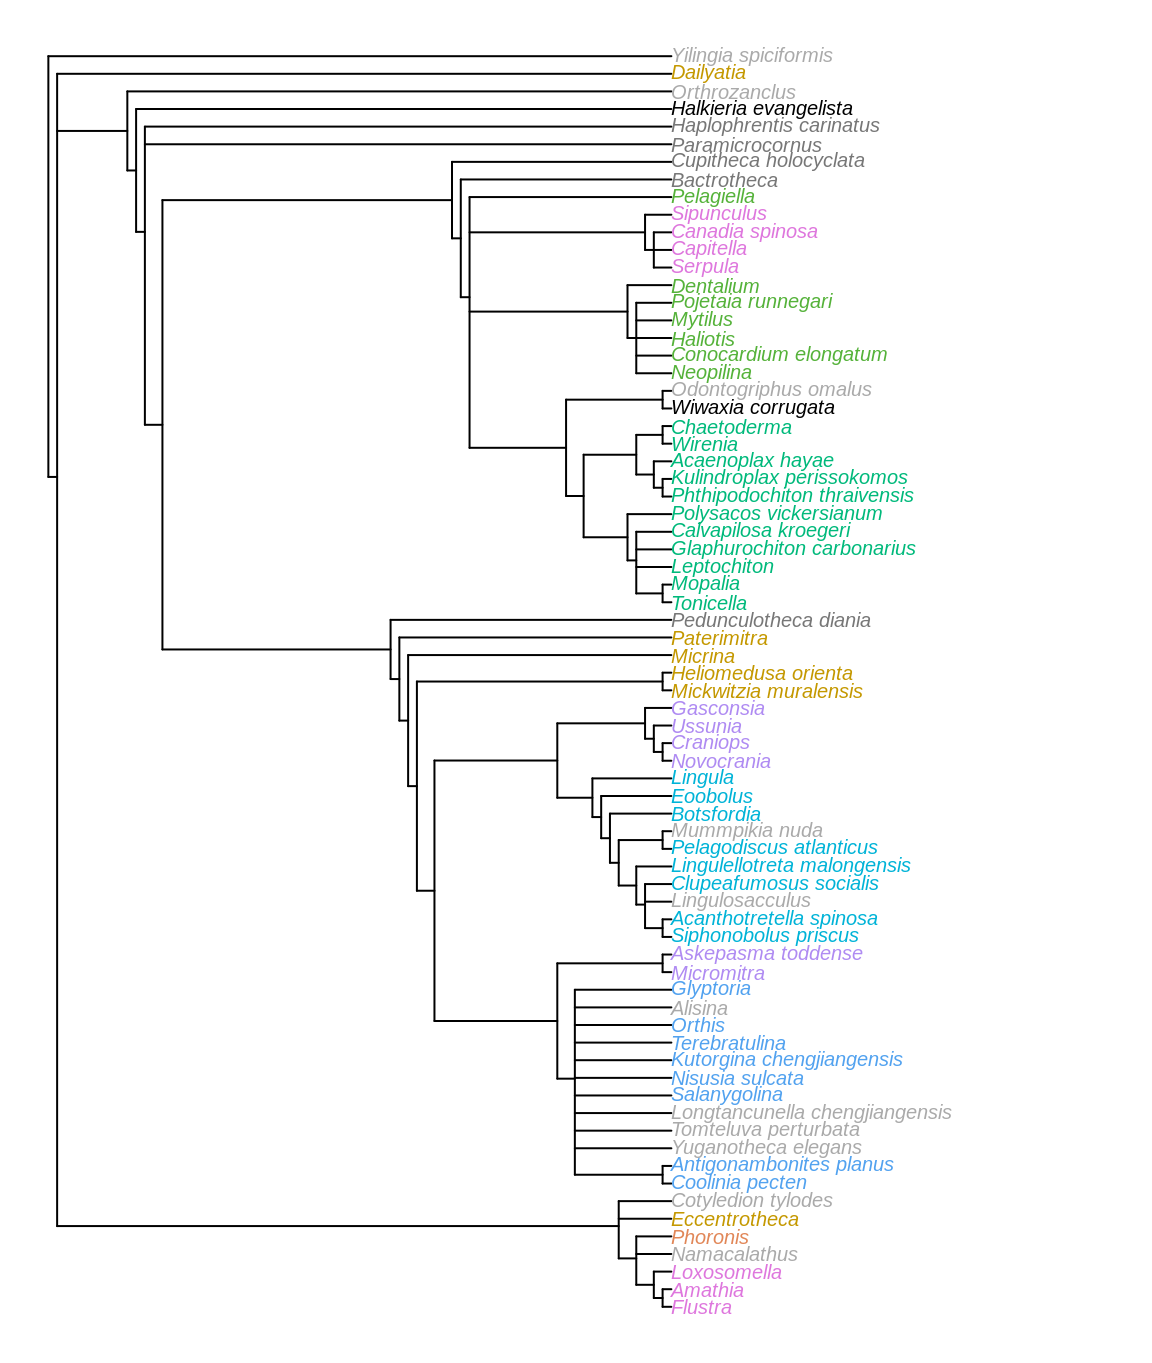 Yilingia spiciformis
Dailyatia
Orthrozanclus
Halkieria evangelista
Haplophrentis carinatus
Paramicrocornus
Cupitheca holocyclata
Bactrotheca
Pelagiella
Sipunculus
Canadia spinosa
Capitella
Serpula
Dentalium
Pojetaia runnegari
Mytilus
Haliotis
Conocardium elongatum
Neopilina
Odontogriphus omalus
Wiwaxia corrugata
Chaetoderma
Wirenia
Acaenoplax hayae
Kulindroplax perissokomos
Phthipodochiton thraivensis
Polysacos vickersianum
Calvapilosa kroegeri
Glaphurochiton carbonarius
Leptochiton
Mopalia
Tonicella
Pedunculotheca diania
Paterimitra
Micrina
Heliomedusa orienta
Mickwitzia muralensis
Gasconsia
Ussunia
Craniops
Novocrania
Lingula
Eoobolus
Botsfordia
Mummpikia nuda
Pelagodiscus atlanticus
Lingulellotreta malongensis
Clupeafumosus socialis
Lingulosacculus
Acanthotretella spinosa
Siphonobolus priscus
Askepasma toddense
Micromitra
Glyptoria
Alisina
Orthis
Terebratulina
Kutorgina chengjiangensis
Nisusia sulcata
Salanygolina
Longtancunella chengjiangensis
Tomteluva perturbata
Yuganotheca elegans
Antigonambonites planus
Coolinia pecten
Cotyledion tylodes
Eccentrotheca
Phoronis
Namacalathus
Loxosomella
Amathia
Flustra